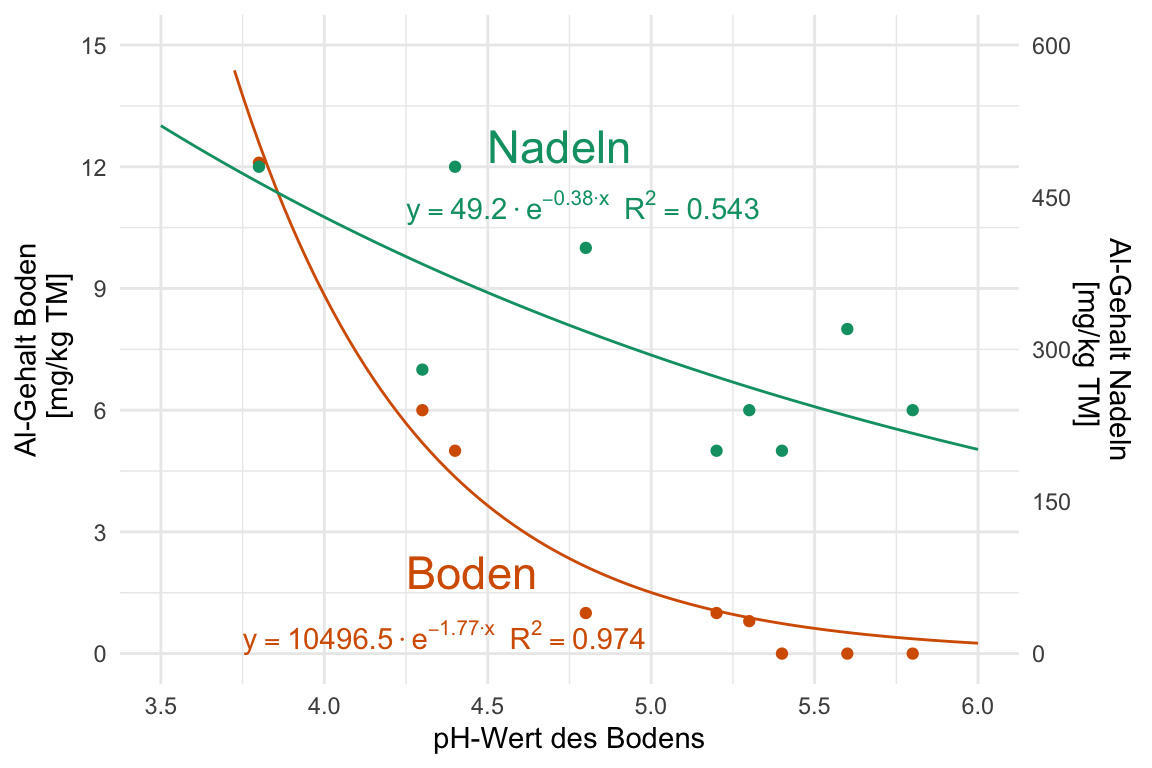 15
12
9
6
3
0
Al-Gehalt Boden
[mg/kg TM]
Nadeln
y = 49.2 · e^−0.38·x R² = 0.543
Boden
y = 10496.5 · e^−1.77·x R² = 0.974
600
450
300
150
0
Al-Gehalt Nadeln
[mg/kg TM]
3.5 4.0 4.5 5.0 5.5 6.0
pH-Wert des Bodens